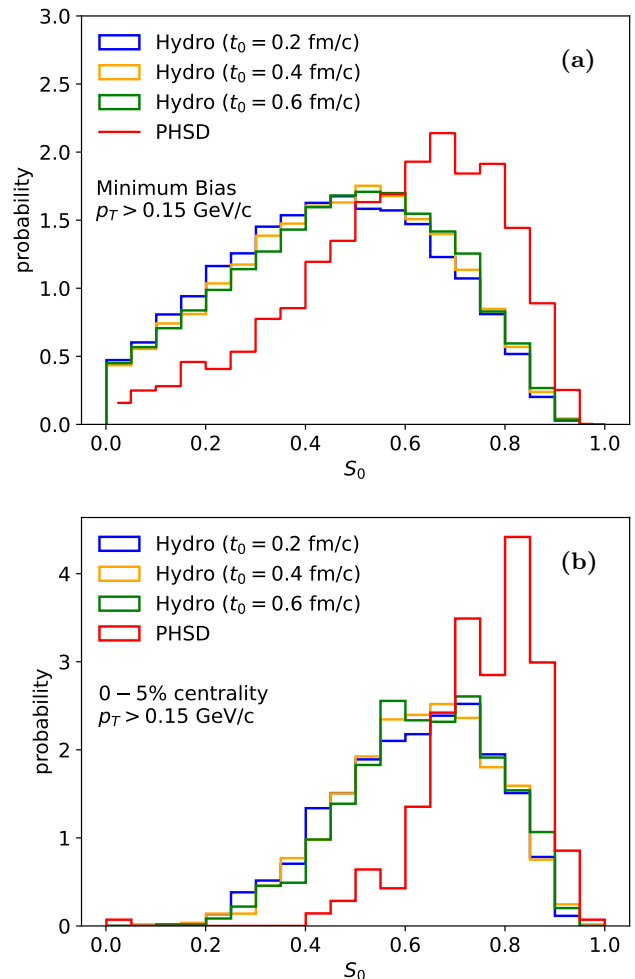 3.0
Hydro (t₀ = 0.2 fm/c)
(a)
Hydro (t₀ = 0.4 fm/c)
2.5
Hydro (t₀ = 0.6 fm/c)
PHSD
2.0
Minimum Bias
p_T > 0.15 GeV/c
1.5
probability
1.0
0.5
0.0
0.0 0.2 0.4 0.6 0.8 1.0
S₀
Hydro (t₀ = 0.2 fm/c)
(b)
Hydro (t₀ = 0.4 fm/c)
4
Hydro (t₀ = 0.6 fm/c)
PHSD
3
0 − 5% centrality
p_T > 0.15 GeV/c
probability
2
1
0
0.0 0.2 0.4 0.6 0.8 1.0
S₀